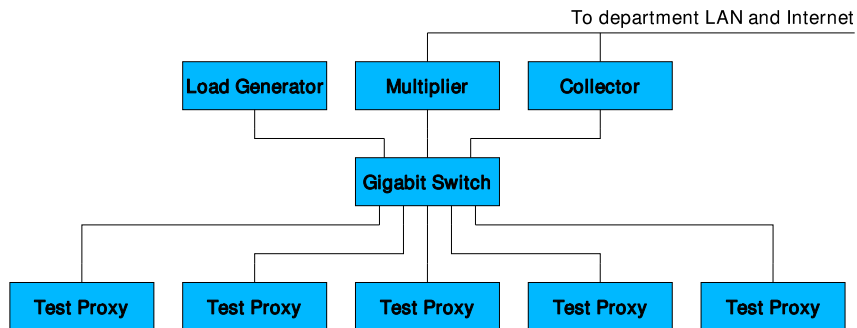 To department LAN and Internet
Load Generator
Multiplier
Collector
Gigabit Switch
Test Proxy
Test Proxy
Test Proxy
Test Proxy
Test Proxy